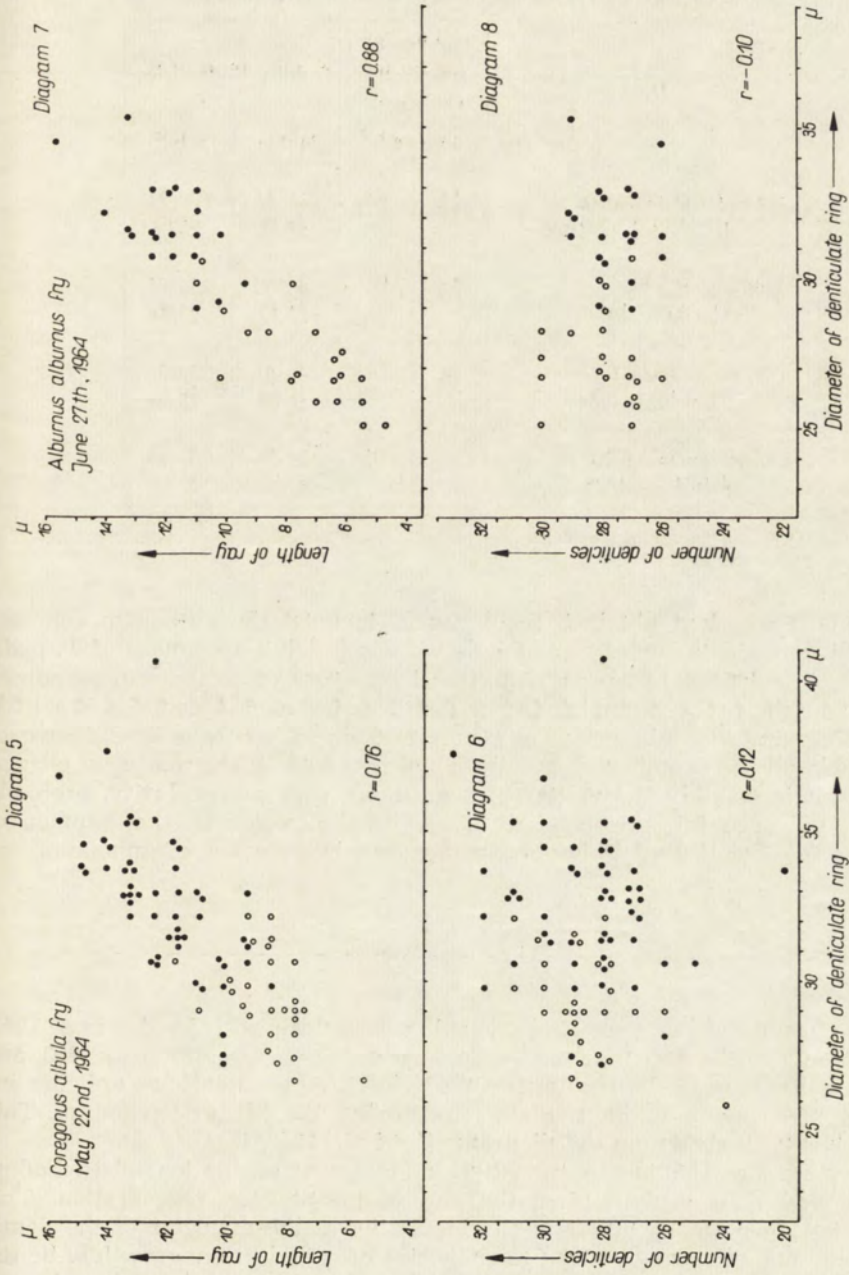 Diagram 5
Coregonus albula fry
May 22nd, 1964
μ
16
14
12
10
8
6
4
Length of ray
r=0.76
Diagram 6
32
30
28
26
24
22
20
Number of denticles
r=0.12
25
30
35
40
μ
Diameter of denticulate ring
Diagram 7
Alburnus alburnus fry
June 27th, 1964
μ
16
14
12
10
8
6
4
Length of ray
r=0.88
Diagram 8
32
30
28
26
24
22
Number of denticles
r=-0.10
25
30
35
μ
Diameter of denticulate ring